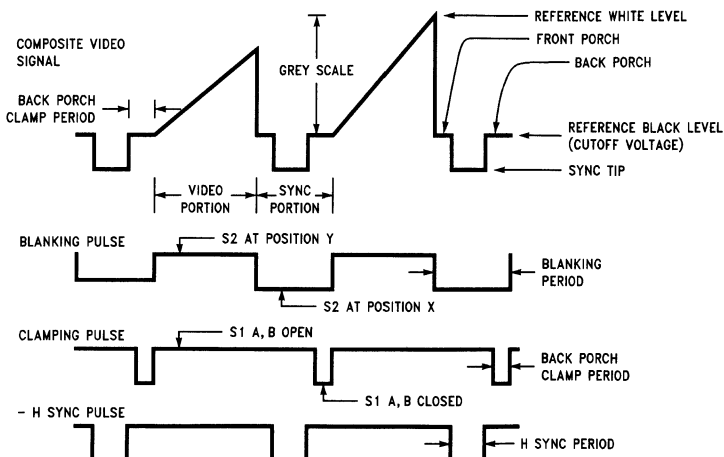 REFERENCE WHITE LEVEL
FRONT PORCH
COMPOSITE VIDEO
SIGNAL
GREY SCALE
BACK PORCH
BACK PORCH
CLAMP PERIOD
REFERENCE BLACK LEVEL
(CUTOFF VOLTAGE)
SYNC TIP
VIDEO
PORTION
SYNC
PORTION
BLANKING PULSE
S2 AT POSITION Y
BLANKING
PERIOD
S2 AT POSITION X
CLAMPING PULSE
S1 A, B OPEN
BACK PORCH
CLAMP PERIOD
S1 A, B CLOSED
- H SYNC PULSE
H SYNC PERIOD